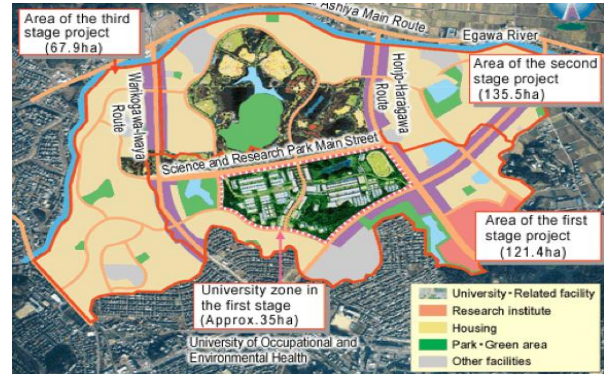 Ashiya Main Route
Egawa River
Area of the third
stage project
(67.9ha)
Area of the second
stage project
(135.5ha)
Honjo-Haraigawa
Route
Warikogawa-Iwaya
Route
Science and Research Park Main Street
Area of the first
stage project
(121.4ha)
University zone in
the first stage
(Approx.35ha)
University of Occupational and
Environmental Health
University・Related facility
Research institute
Housing
Park・Green area
Other facilities